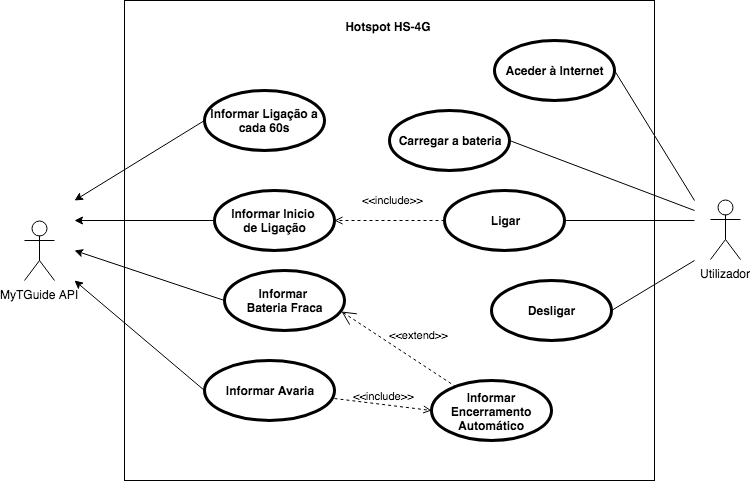 Hotspot HS-4G
Aceder à Internet
Informar Ligação a
cada 60s
Carregar a bateria
<<include>>
Informar Inicio
de Ligação
Ligar
MyTGuide API
Utilizador
Informar
Bateria Fraca
Desligar
<<extend>>
Informar Avaria
<<include>>
Informar
Encerramento
Automático